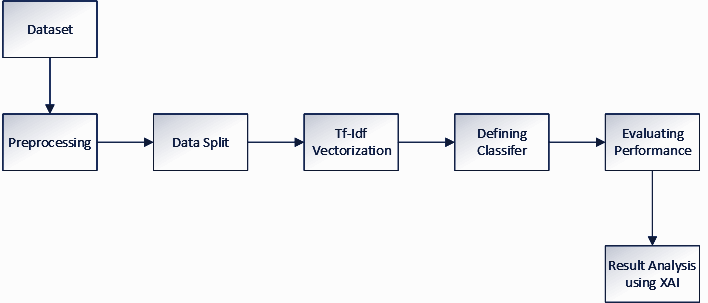 Dataset
Preprocessing
Data Split
Tf-Idf
Vectorization
Defining
Classifer
Evaluating
Performance
Result Analysis
using XAI